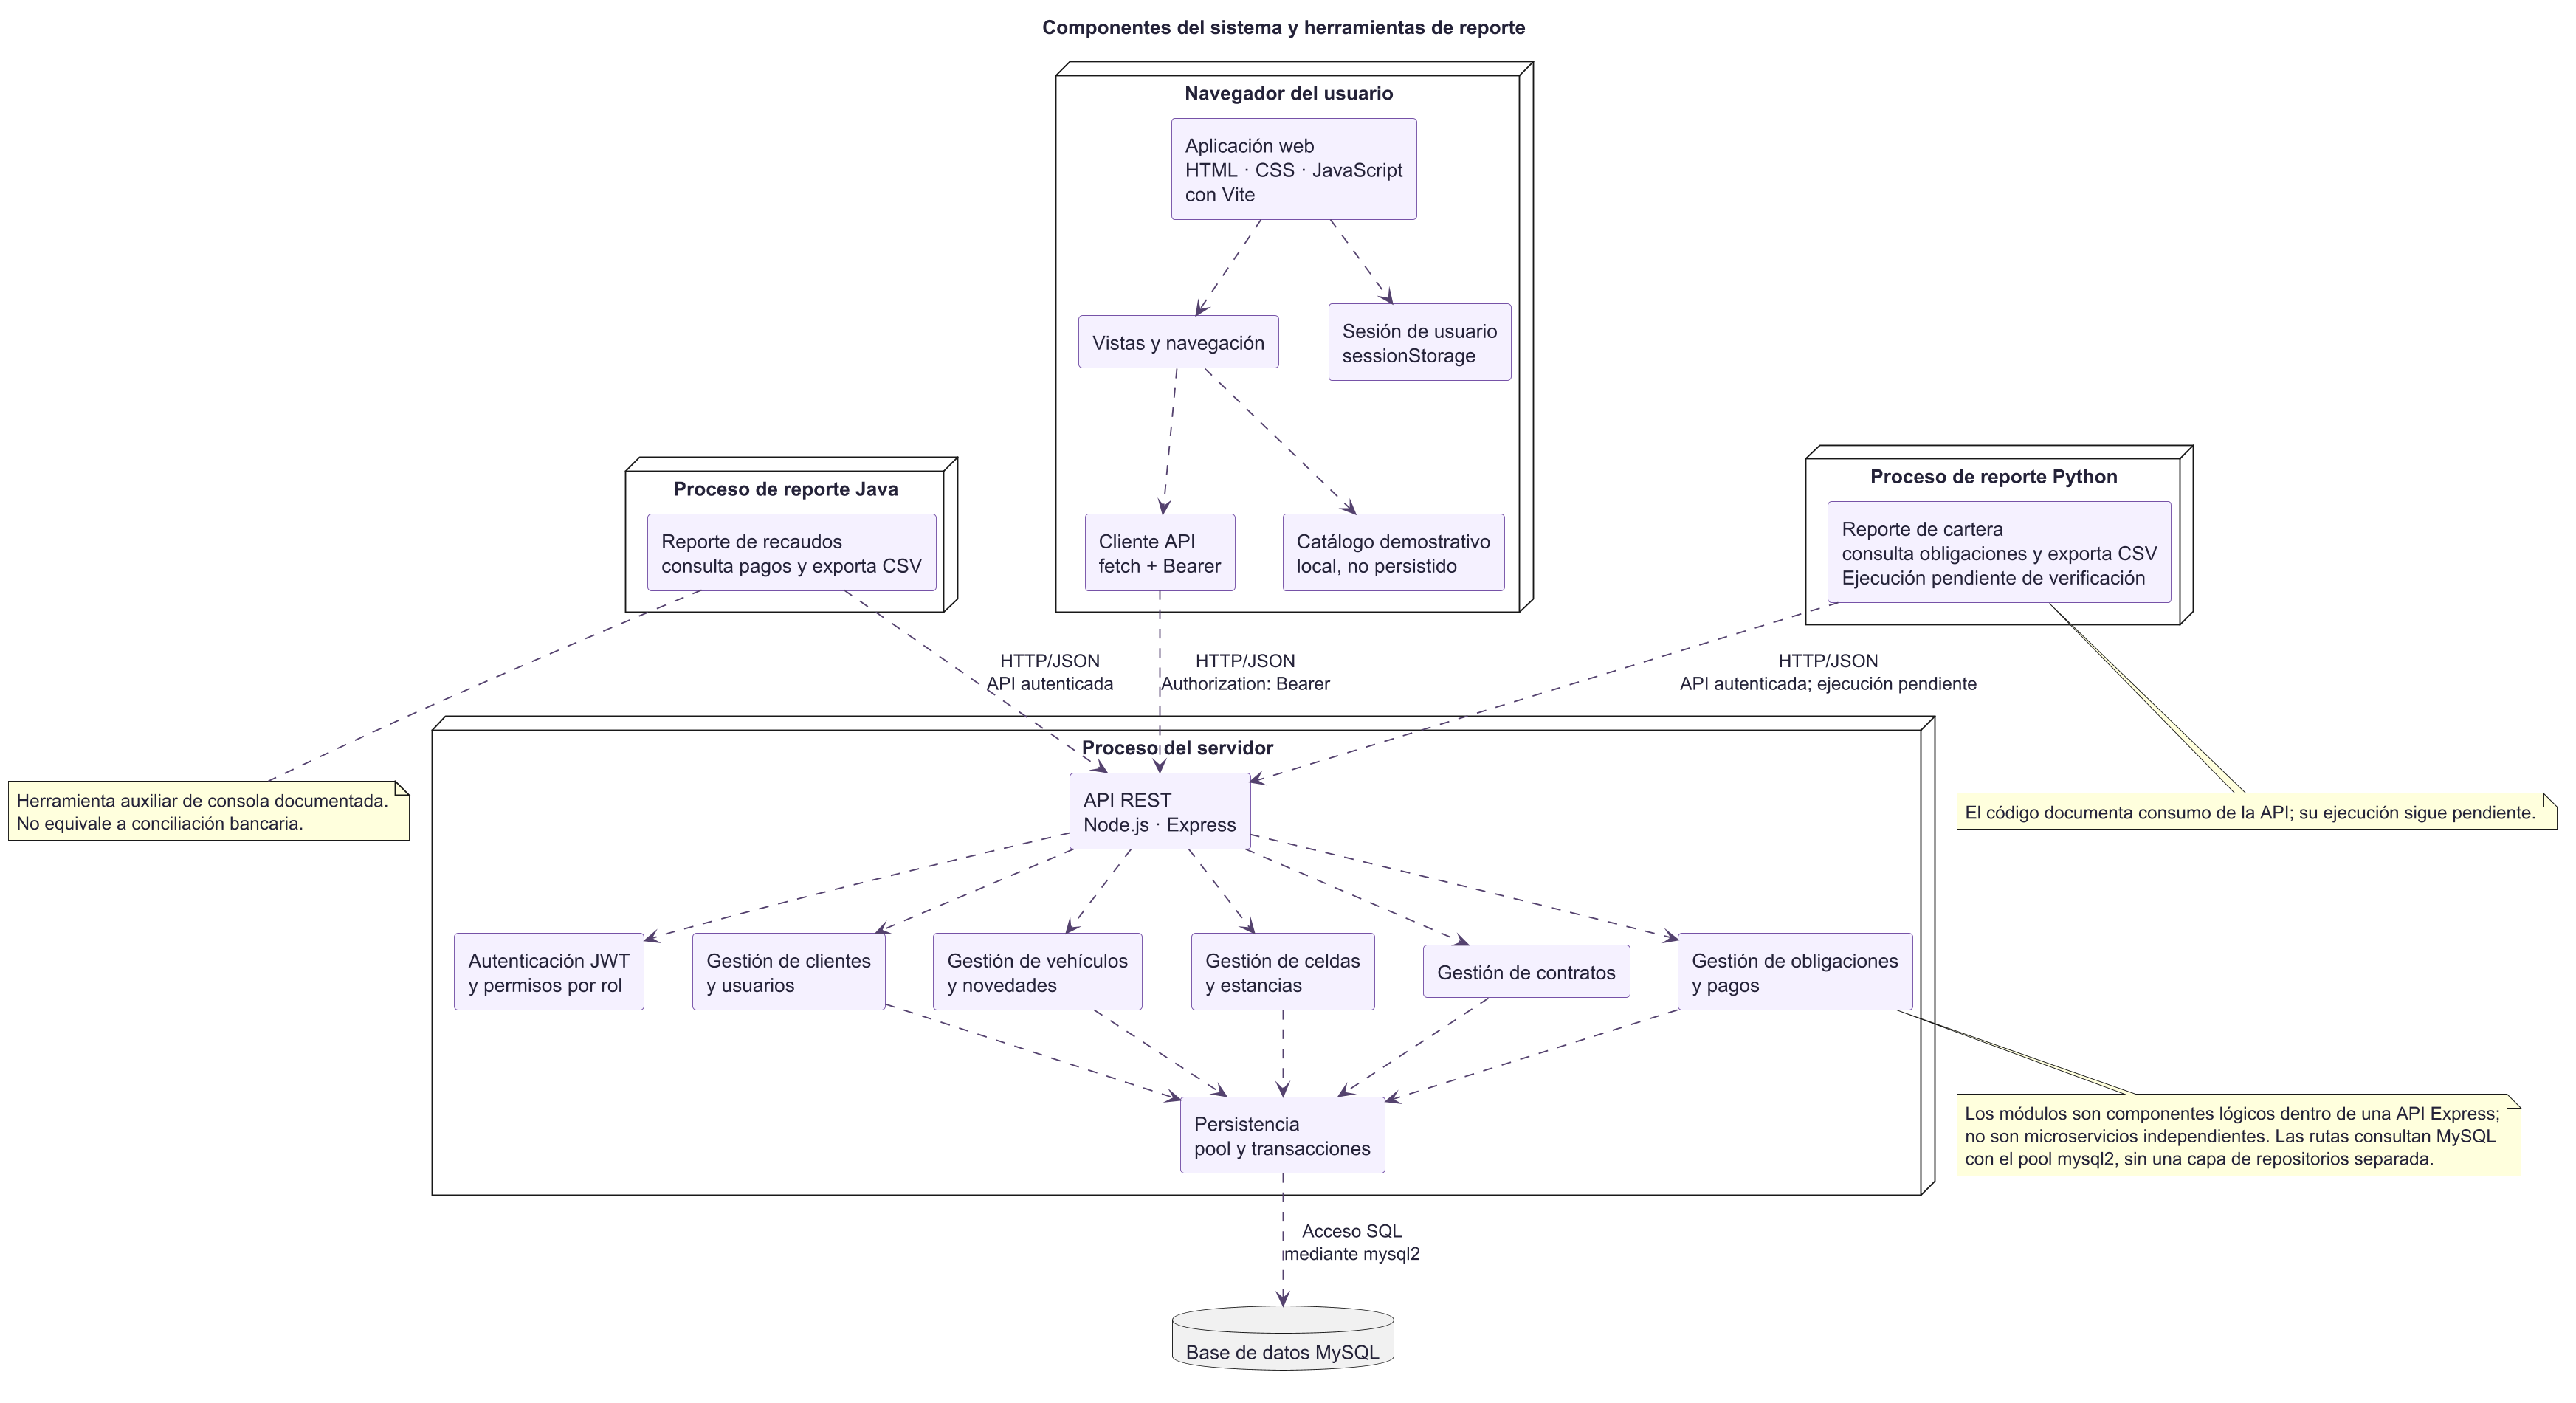 Componentes del sistema y herramientas de reporte
Navegador del usuario
Aplicación web
HTML · CSS · JavaScript
con Vite
Vistas y navegación
Sesión de usuario
sessionStorage
Cliente API
fetch + Bearer
Catálogo demostrativo
local, no persistido
Proceso de reporte Java
Reporte de recaudos
consulta pagos y exporta CSV
Proceso de reporte Python
Reporte de cartera
consulta obligaciones y exporta CSV
Ejecución pendiente de verificación
HTTP/JSON
API autenticada
HTTP/JSON
Authorization: Bearer
HTTP/JSON
API autenticada; ejecución pendiente
Herramienta auxiliar de consola documentada.
No equivale a conciliación bancaria.
El código documenta consumo de la API; su ejecución sigue pendiente.
Proceso del servidor
API REST
Node.js · Express
Autenticación JWT
y permisos por rol
Gestión de clientes
y usuarios
Gestión de vehículos
y novedades
Gestión de celdas
y estancias
Gestión de contratos
Gestión de obligaciones
y pagos
Persistencia
pool y transacciones
Los módulos son componentes lógicos dentro de una API Express;
no son microservicios independientes. Las rutas consultan MySQL
con el pool mysql2, sin una capa de repositorios separada.
Acceso SQL
mediante mysql2
Base de datos MySQL